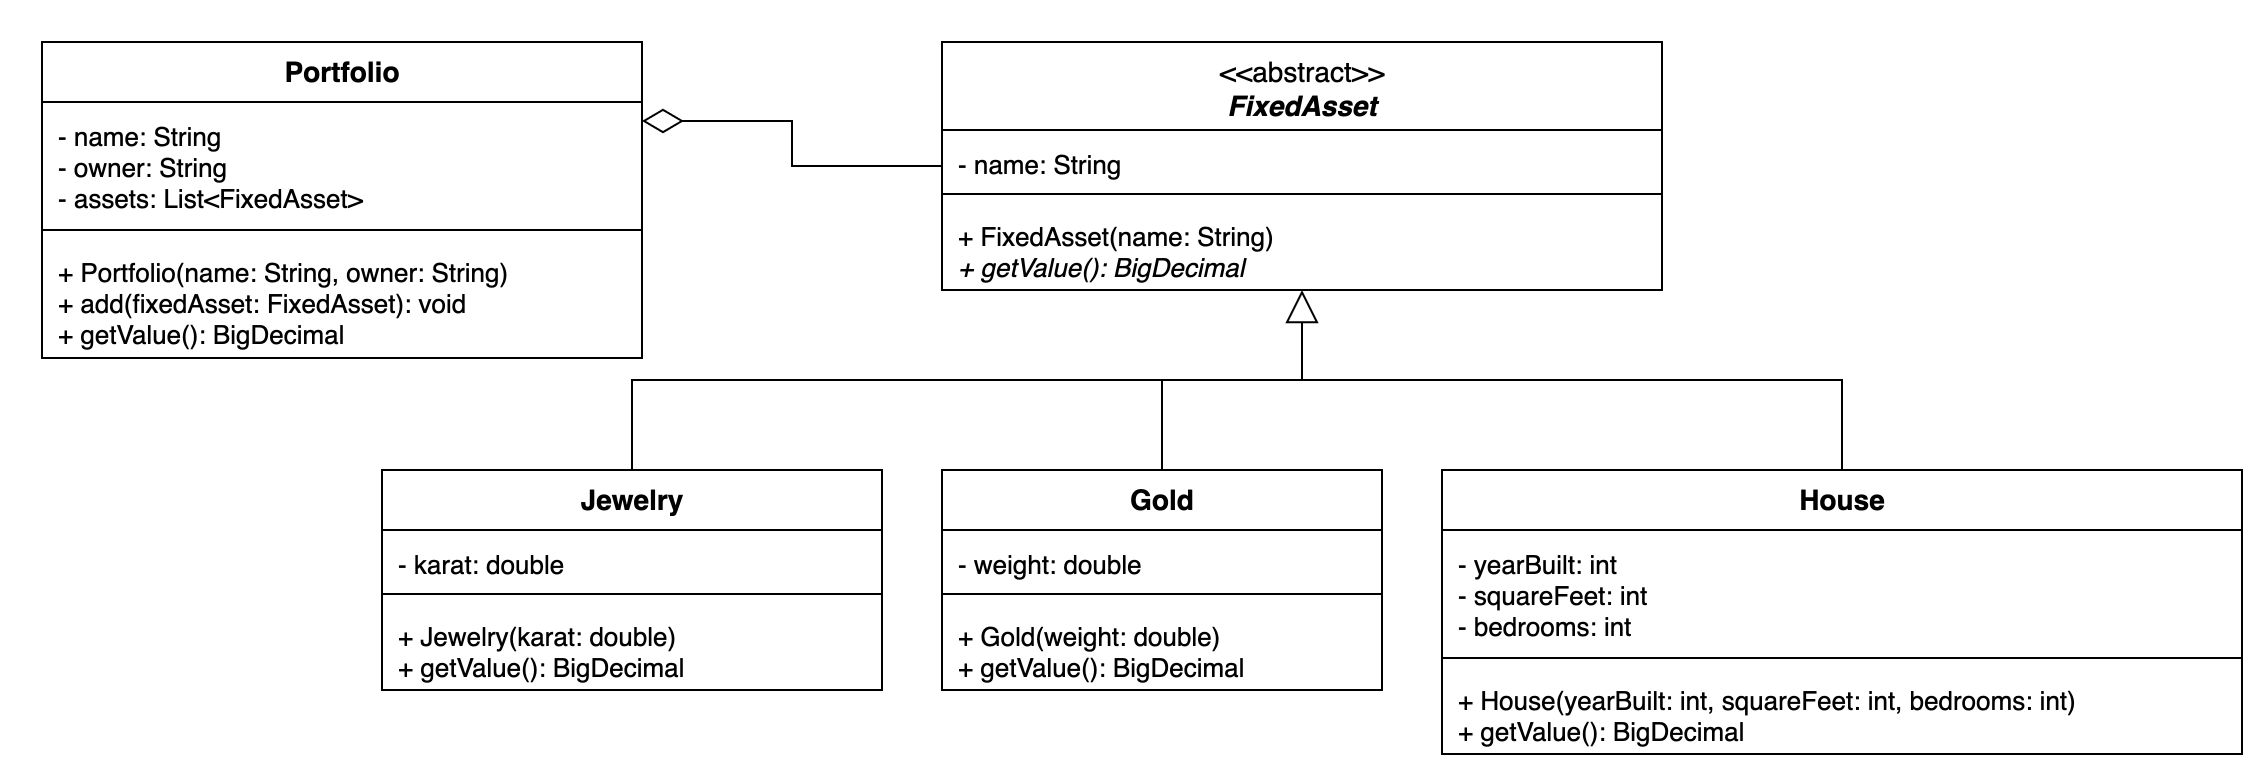 Portfolio
- name: String
- owner: String
- assets: List<FixedAsset>
+ Portfolio(name: String, owner: String)
+ add(fixedAsset: FixedAsset): void
+ getValue(): BigDecimal
<<abstract>>
FixedAsset
- name: String
+ FixedAsset(name: String)
+ getValue(): BigDecimal
Jewelry
- karat: double
+ Jewelry(karat: double)
+ getValue(): BigDecimal
Gold
- weight: double
+ Gold(weight: double)
+ getValue(): BigDecimal
House
- yearBuilt: int
- squareFeet: int
- bedrooms: int
+ House(yearBuilt: int, squareFeet: int, bedrooms: int)
+ getValue(): BigDecimal